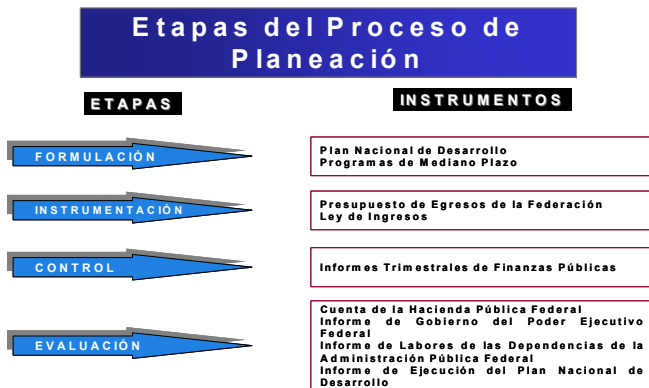 Etapas del Proceso de
Planeación
ETAPAS
INSTRUMENTOS
FORMULACIÓN
Plan Nacional de Desarrollo
Programas de Mediano Plazo
INSTRUMENTACIÓN
Presupuesto de Egresos de la Federación
Ley de Ingresos
CONTROL
Informes Trimestrales de Finanzas Públicas
EVALUACIÓN
Cuenta de la Hacienda Pública Federal
Informe de Gobierno del Poder Ejecutivo
Federal
Informe de Labores de las Dependencias de la
Administración Pública Federal
Informe de Ejecución del Plan Nacional de
Desarrollo